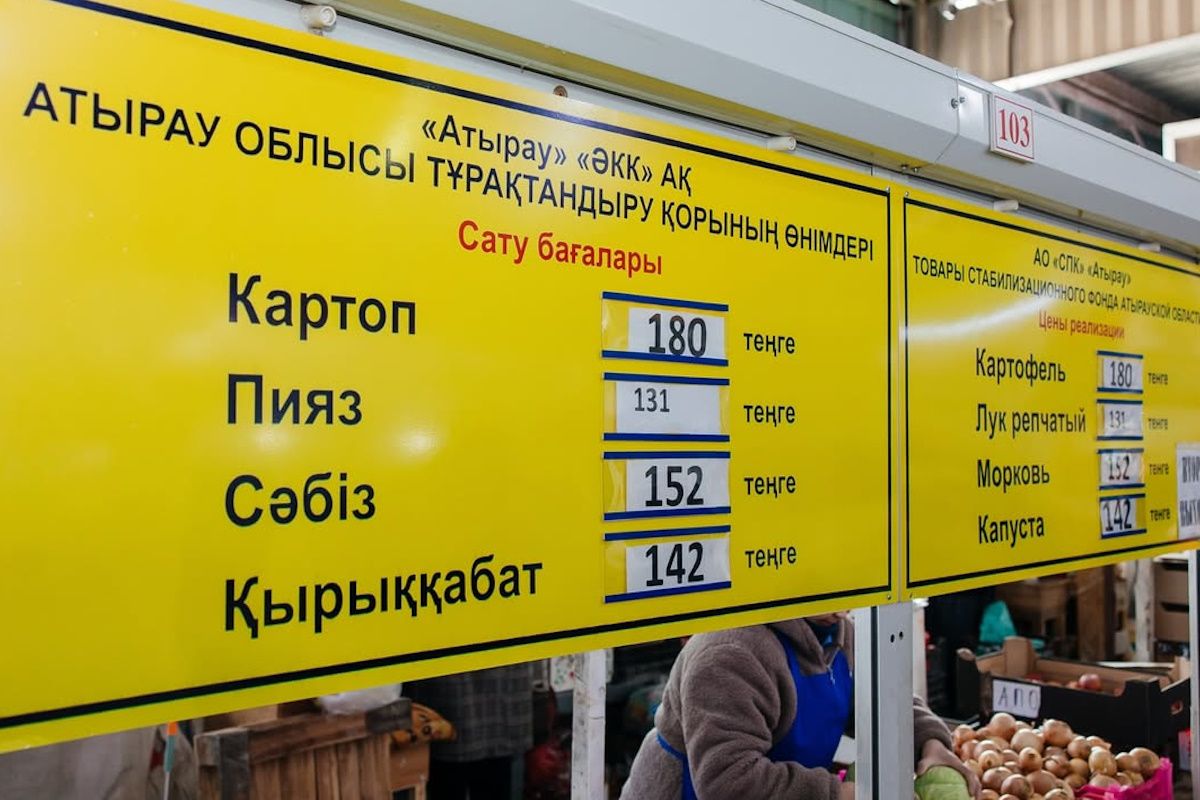 «Атырау» «ӘКК» АҚ
АТЫРАУ ОБЛЫСЫ ТҰРАҚТАНДЫРУ ҚОРЫНЫҢ ӨНІМДЕРІ
Сату бағалары
Картоп 180 теңге
Пияз 131 теңге
Сәбіз 152 теңге
Қырыққабат 142 теңге
103
АО «СПК» «Атырау»
ТОВАРЫ СТАБИЛИЗАЦИОННОГО ФОНДА АТЫРАУСКОЙ ОБЛАСТИ
Цены реализации
Картофель 180 тенге
Лук репчатый 131 тенге
Морковь 152 тенге
Капуста 142 тенге
АПО